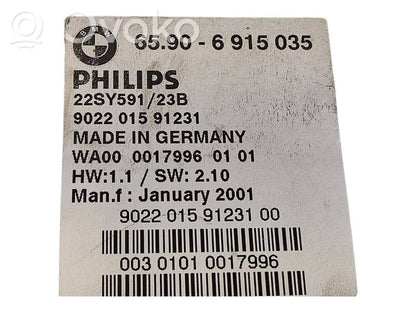 OVOKO
BMW
65.90 - 6 915 035
PHILIPS
22SY591/23B
9022 015 91231
MADE IN GERMANY
WA00 0017996 01 01
HW:1.1 / SW: 2.10
Man.f : January 2001
9022 015 91231 00
003 0101 0017996